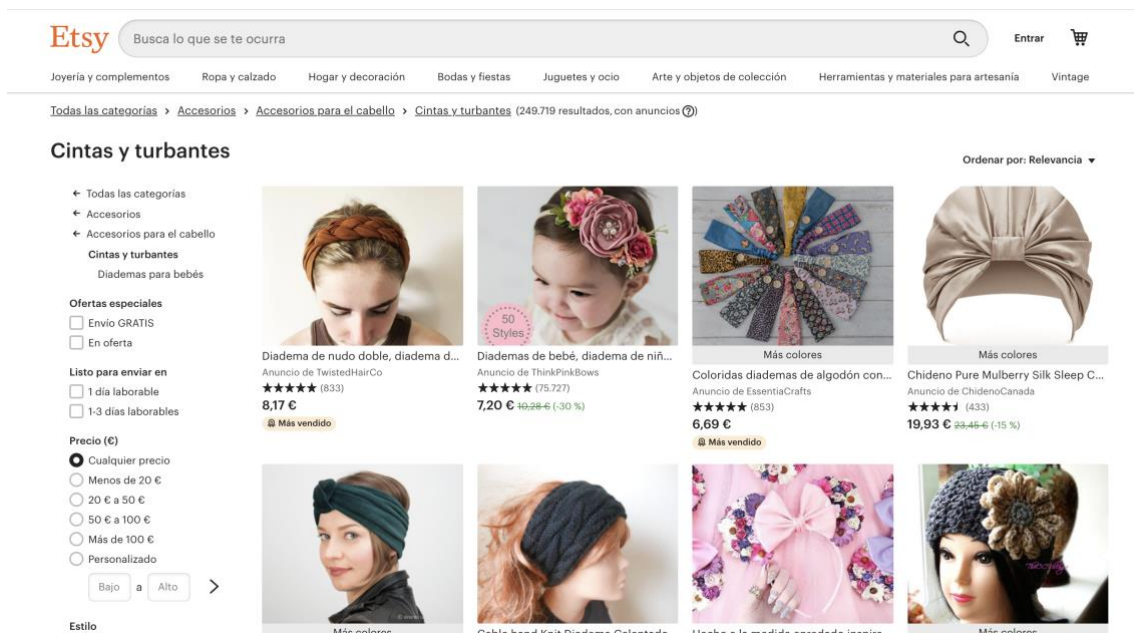 Etsy
Busca lo que se te ocurra
Entrar
Joyería y complementos Ropa y calzado Hogar y decoración Bodas y fiestas Juguetes y ocio Arte y objetos de colección Herramientas y materiales para artesanía Vintage
Todas las categorías > Accesorios > Accesorios para el cabello > Cintas y turbantes (249.719 resultados, con anuncios ?)
Cintas y turbantes
Ordenar por: Relevancia
← Todas las categorías
← Accesorios
← Accesorios para el cabello
Cintas y turbantes
Diademas para bebés
Ofertas especiales
Envío GRATIS
En oferta
Listo para enviar en
1 día laborable
1-3 días laborables
Precio (€)
Cualquier precio
Menos de 20 €
20 € a 50 €
50 € a 100 €
Más de 100 €
Personalizado
Bajo a Alto
Estilo
Diadema de nudo doble, diadema d...
Anuncio de TwistedHairCo
★★★★★ (833)
8,17 €
Más vendido
50
Styles
Diademas de bebé, diadema de niñ...
Anuncio de ThinkPinkBows
★★★★★ (75.727)
7,20 € 10,28 € (-30 %)
Más colores
Coloridas diademas de algodón con...
Anuncio de EssentiaCrafts
★★★★★ (853)
6,69 €
Más vendido
Más colores
Chideno Pure Mulberry Silk Sleep C...
Anuncio de ChidenoCanada
(433)
19,93 € 23,45 € (-15 %)
Más colores
Más colores